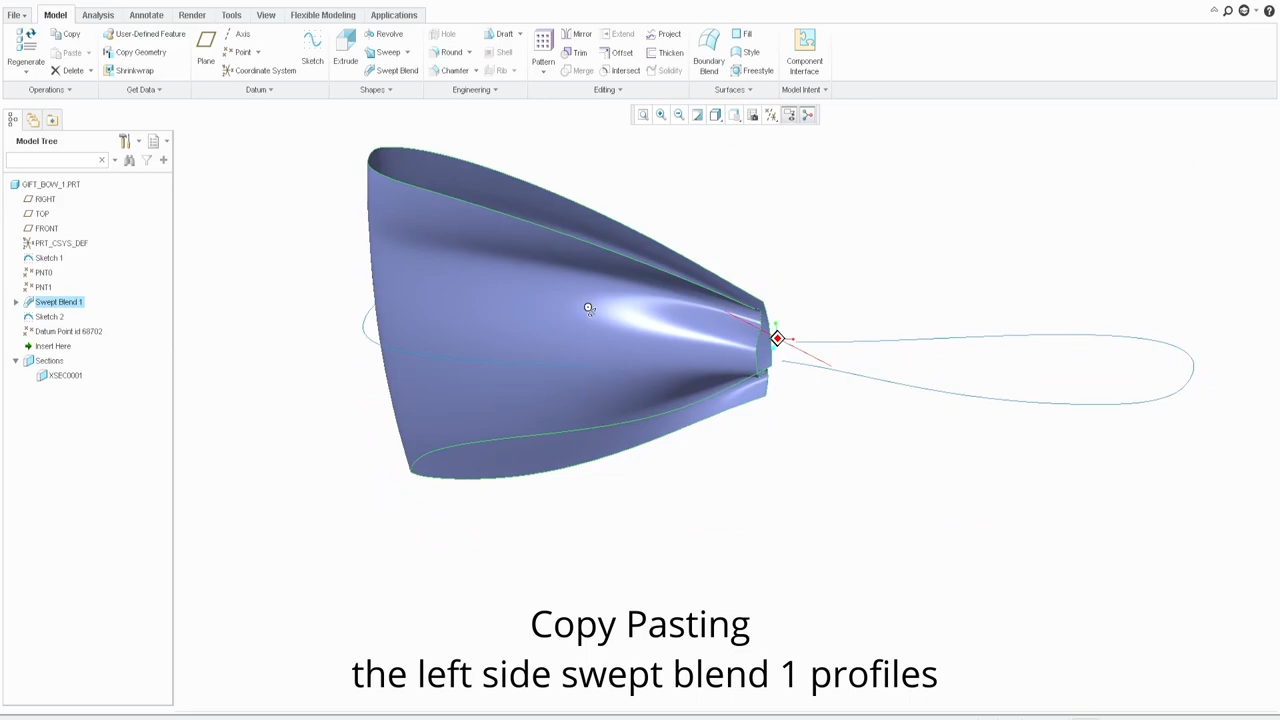 File
Model
Analysis
Annotate
Render
Tools
View
Flexible Modeling
Applications
Regenerate
Copy
Paste
Delete
User-Defined Feature
Copy Geometry
Shrinkwrap
Plane
Axis
Point
Coordinate System
Sketch
Extrude
Revolve
Sweep
Swept Blend
Hole
Round
Chamfer
Draft
Shell
Rib
Pattern
Mirror
Trim
Merge
Extend
Offset
Intersect
Project
Thicken
Solidify
Boundary
Blend
Fill
Style
Freestyle
Component
Interface
Operations
Get Data
Datum
Shapes
Engineering
Editing
Surfaces
Model Intent
Model Tree
GIFT_BOW_1.PRT
RIGHT
TOP
FRONT
PRT_CSYS_DEF
Sketch 1
PNT0
PNT1
Swept Blend 1
Sketch 2
Datum Point id 68702
Insert Here
Sections
XSEC0001
Copy Pasting
the left side swept blend 1 profiles